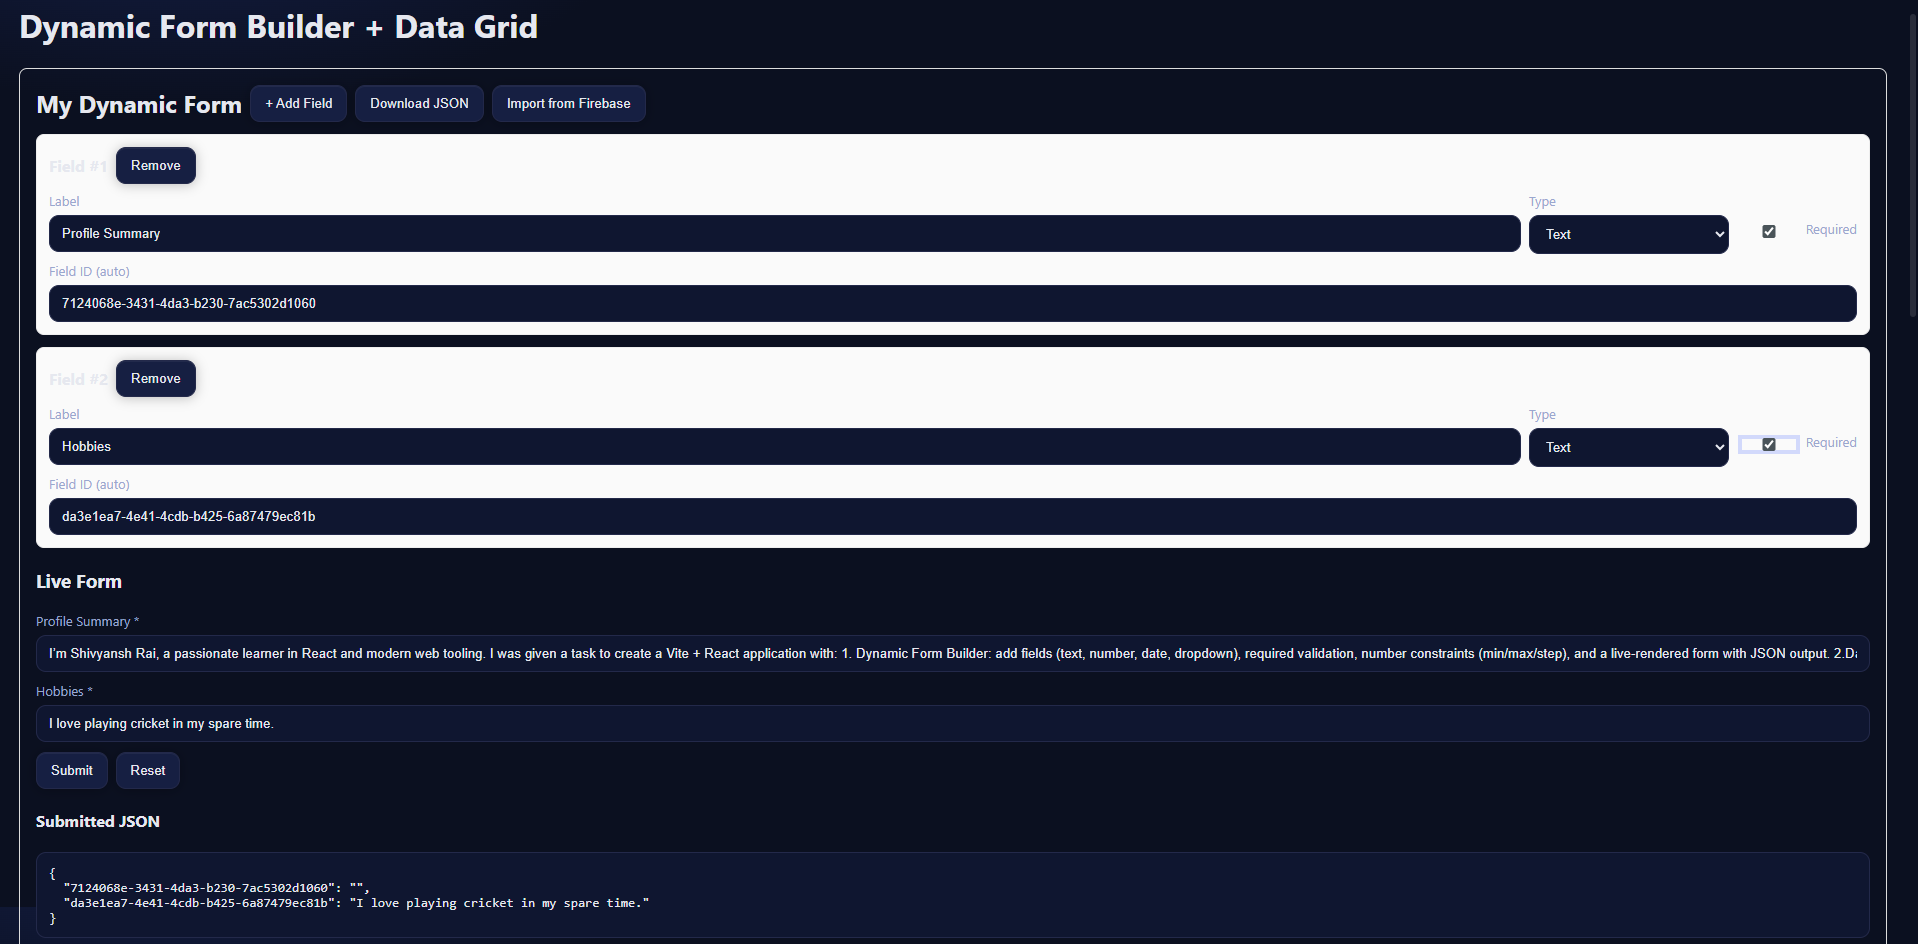 Dynamic Form Builder + Data Grid
My Dynamic Form + Add Field Download JSON Import from Firebase
Field #1 Remove
Label Type
Profile Summary Text Required
Field ID (auto)
7124068e-3431-4da3-b230-7ac5302d1060
Field #2 Remove
Label Type
Hobbies Text Required
Field ID (auto)
da3e1ea7-4e41-4cdb-b425-6a87479ec81b
Live Form
Profile Summary *
I'm Shivyansh Rai, a passionate learner in React and modern web tooling. I was given a task to create a Vite + React application with: 1. Dynamic Form Builder: add fields (text, number, date, dropdown), required validation, number constraints (min/max/step), and a live-rendered form with JSON output. 2.Da
Hobbies *
I love playing cricket in my spare time.
Submit Reset
Submitted JSON
{
"7124068e-3431-4da3-b230-7ac5302d1060": "",
"da3e1ea7-4e41-4cdb-b425-6a87479ec81b": "I love playing cricket in my spare time."
}